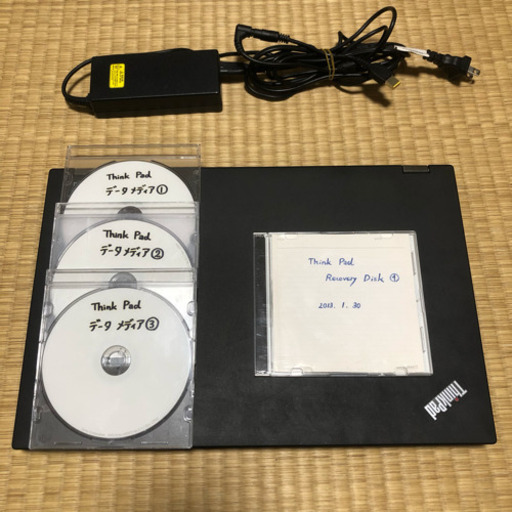 Think Pad
データ メディア①
Think Pad
データ メディア②
Think Pad
データ メディア③
Think Pad
Recovery Disk ④
2013. 1. 30
ThinkPad